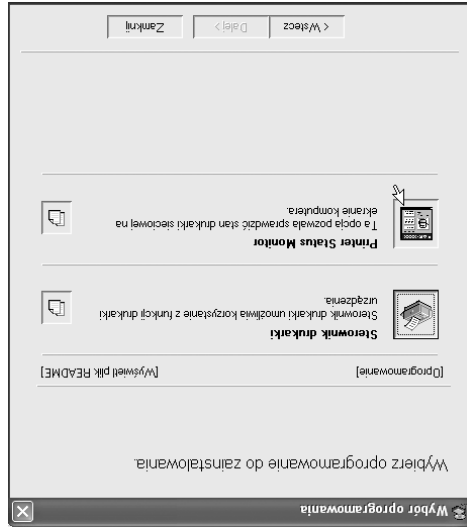 Wybór oprogramowania
Wybierz oprogramowanie do zainstalowania.
[Oprogramowanie] [Wyświetl plik README]
Sterownik drukarki
Sterownik drukarki umożliwia korzystanie z funkcji drukarki
urządzenia.
Printer Status Monitor
Ta opcja pozwala sprawdzić stan drukarki sieciowej na
ekranie komputera.
< Wstecz Dalej > Zamknij